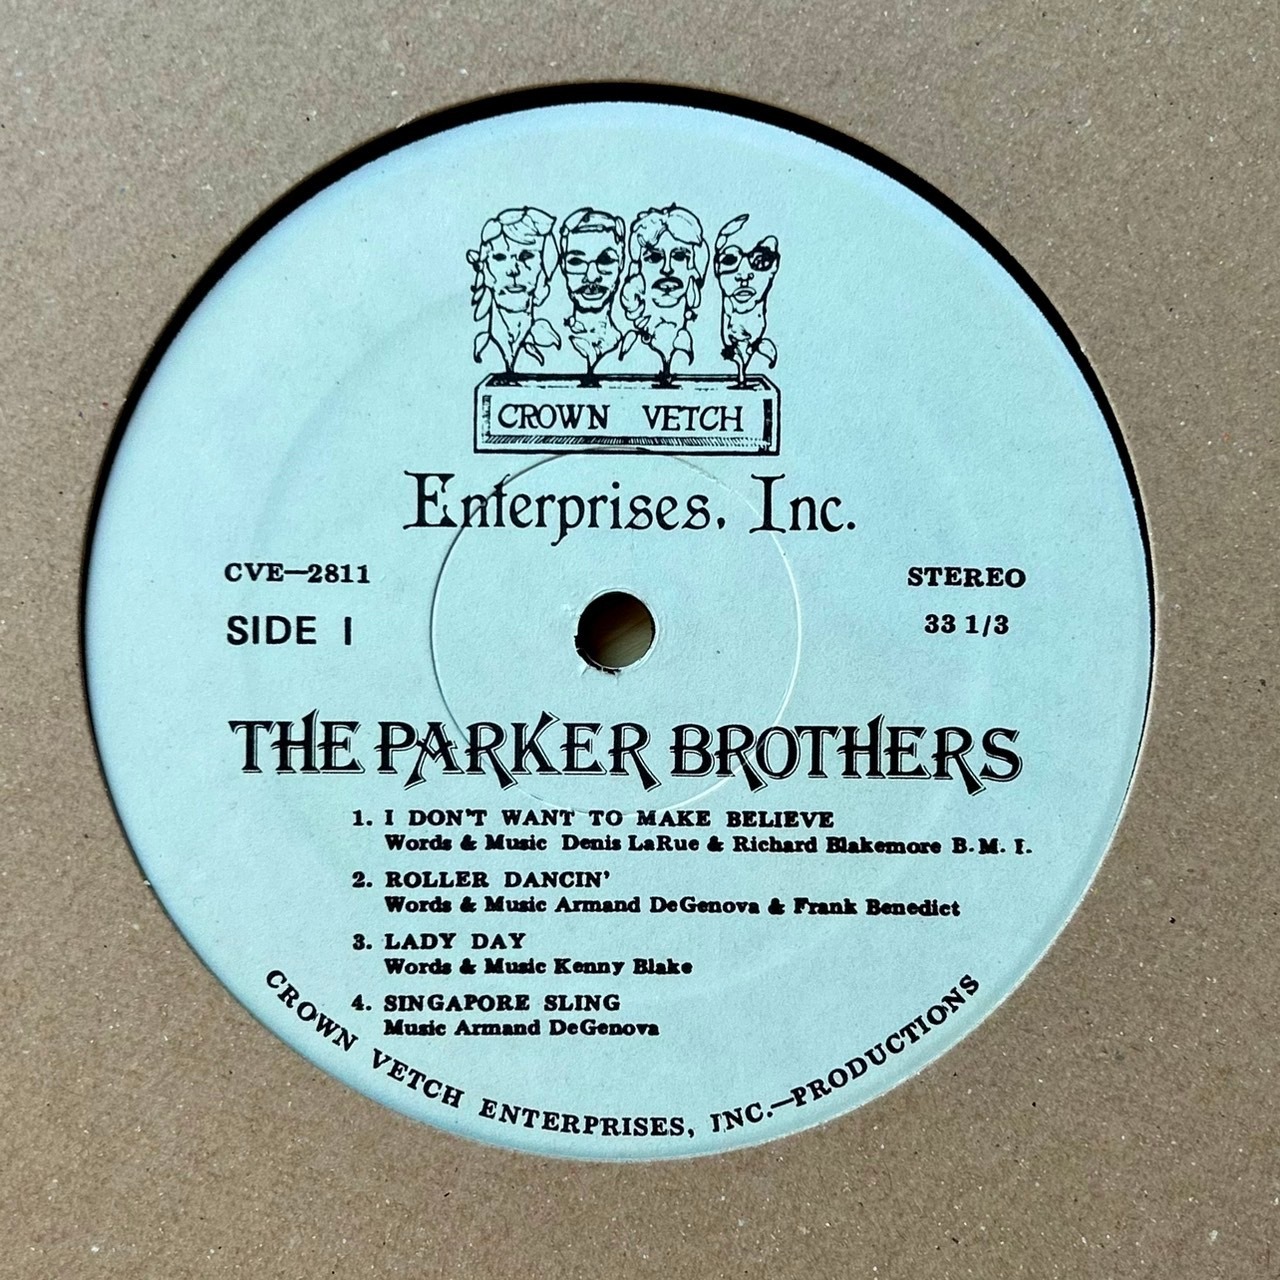 CROWN VETCH
Enterprises, Inc.
CVE—2811
STEREO
SIDE I
33 1/3
THE PARKER BROTHERS
1. I DON'T WANT TO MAKE BELIEVE
Words & Music Denis LaRue & Richard Blakemore B.M.I.
2. ROLLER DANCIN'
Words & Music Armand DeGenova & Frank Benedict
3. LADY DAY
Words & Music Kenny Blake
4. SINGAPORE SLING
Music Armand DeGenova
CROWN VETCH ENTERPRISES, INC.—PRODUCTIONS